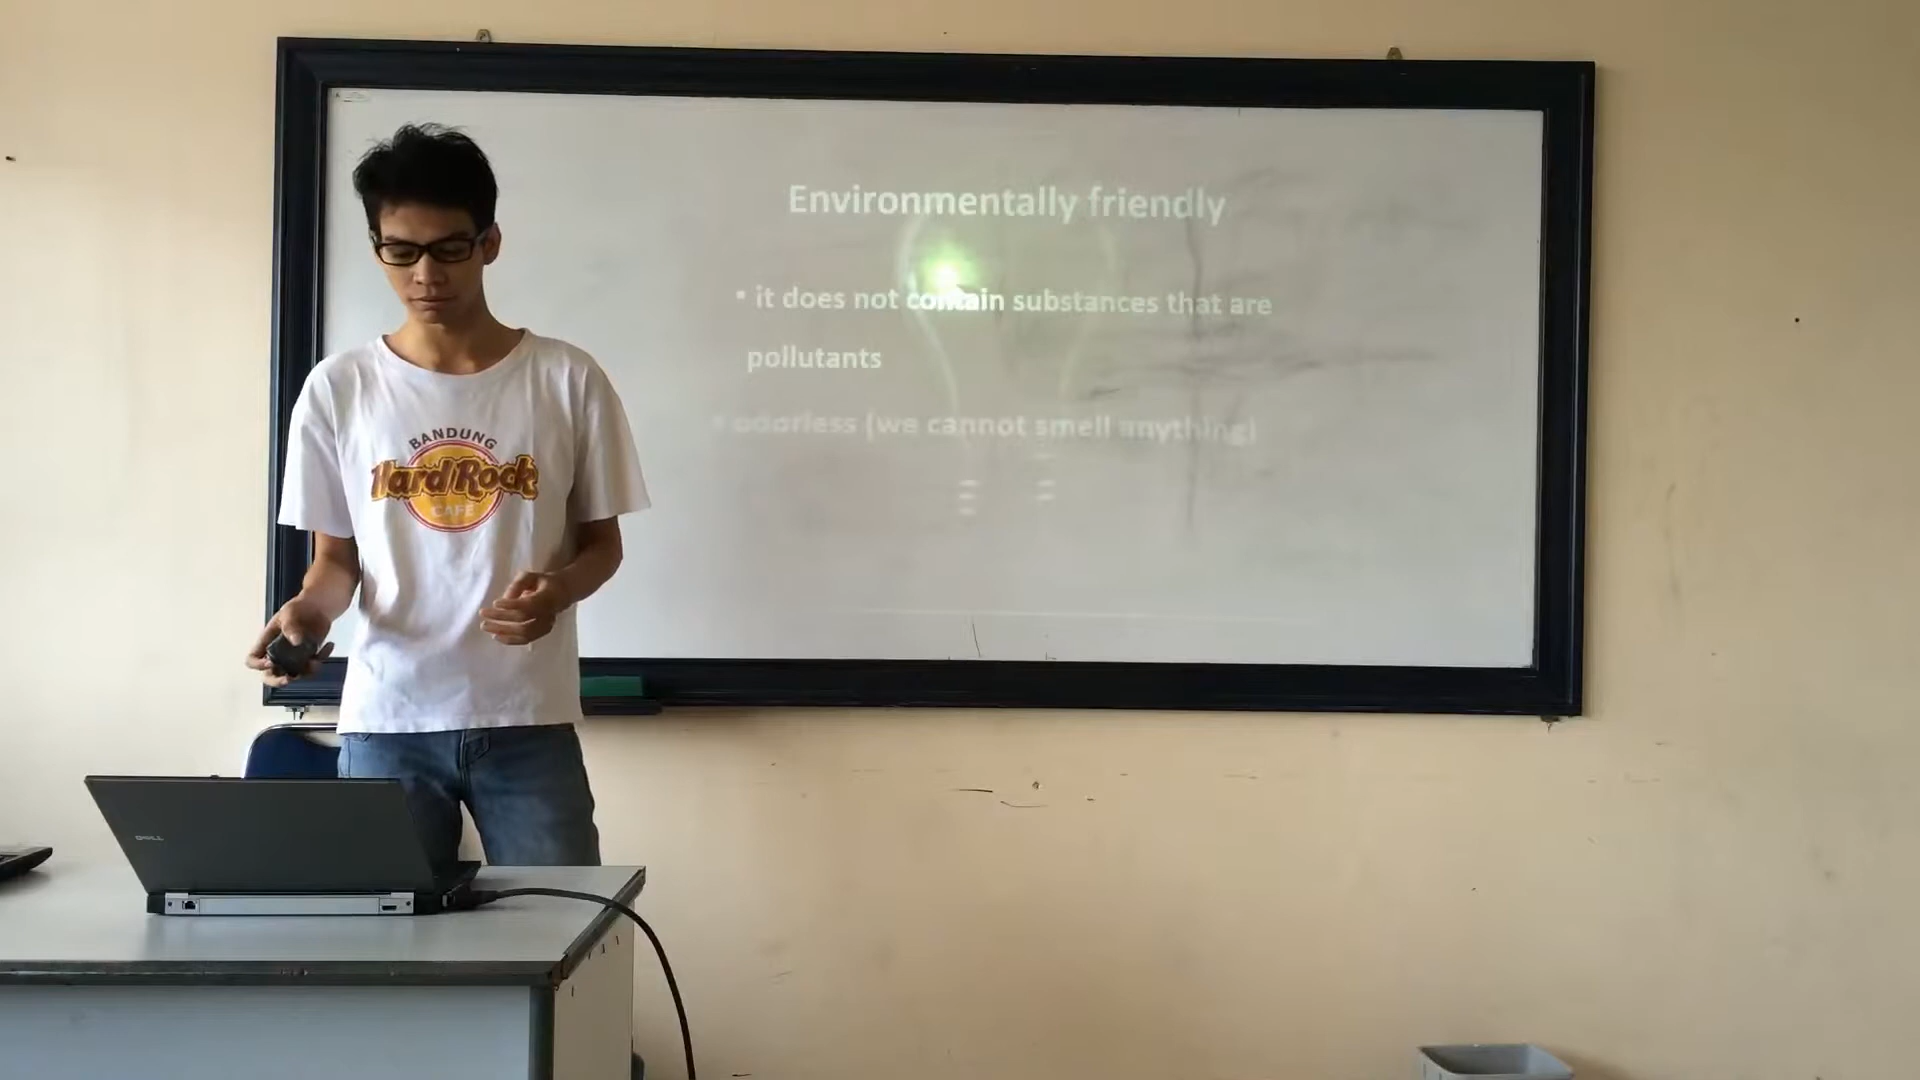 Environmentally friendly
▪ it does not contain substances that are
pollutants
▪ odorless (we cannot smell anything)
BANDUNG
Hard Rock
CAFE
DELL